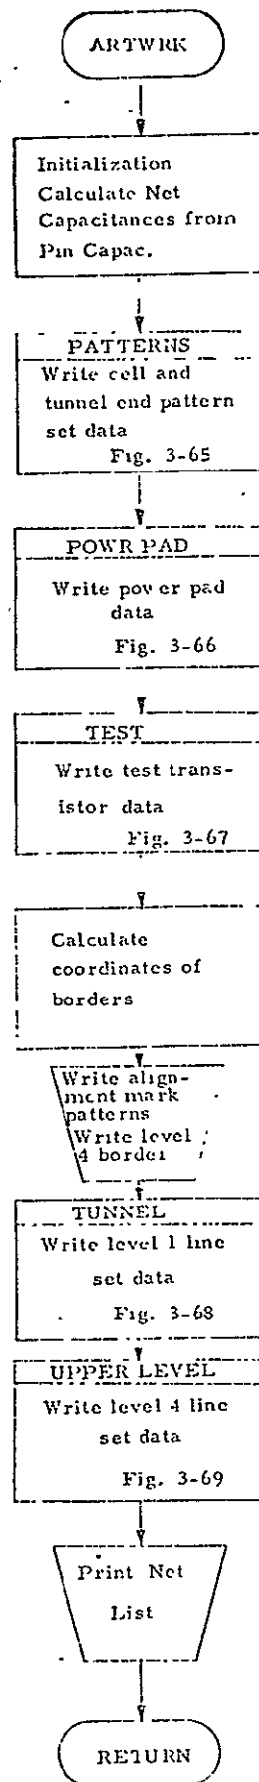 ARTWRK
Initialization
Calculate Net
Capacitances from
Pin Capac.
PATTERNS
Write cell and
tunnel end pattern
set data
Fig. 3-65
POWR PAD
Write power pad
data
Fig. 3-66
TEST
Write test trans-
istor data
Fig. 3-67
Calculate
coordinates of
borders
Write align-
ment mark
patterns
Write level
4 border
TUNNEL
Write level 1 line
set data
Fig. 3-68
UPPER LEVEL
Write level 4 line
set data
Fig. 3-69
Print Net
List
RETURN